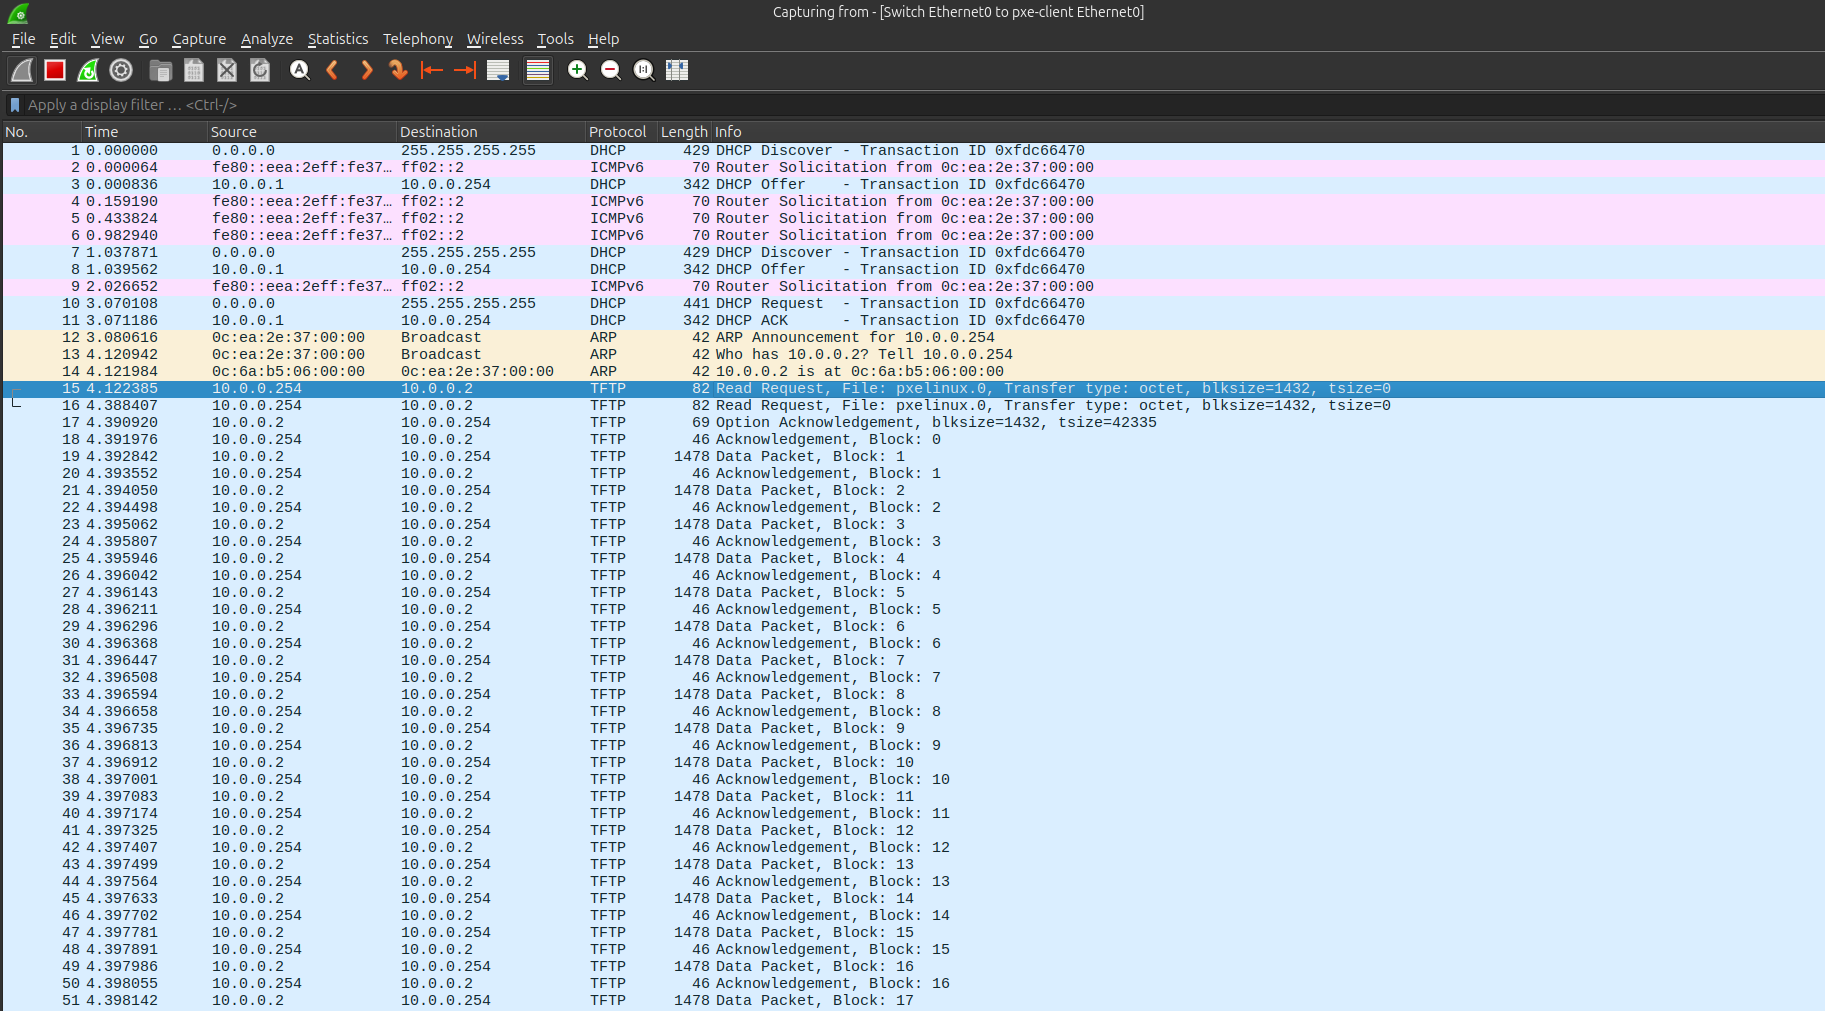 Capturing from - [Switch Ethernet0 to pxe-client Ethernet0]
File Edit View Go Capture Analyze Statistics Telephony Wireless Tools Help
Apply a display filter … <Ctrl-/>
No. Time Source Destination Protocol Length Info
1 0.000000 0.0.0.0 255.255.255.255 DHCP 429 DHCP Discover - Transaction ID 0xfdc66470
2 0.000064 fe80::eea:2eff:fe37… ff02::2 ICMPv6 70 Router Solicitation from 0c:ea:2e:37:00:00
3 0.000836 10.0.0.1 10.0.0.254 DHCP 342 DHCP Offer - Transaction ID 0xfdc66470
4 0.159190 fe80::eea:2eff:fe37… ff02::2 ICMPv6 70 Router Solicitation from 0c:ea:2e:37:00:00
5 0.433824 fe80::eea:2eff:fe37… ff02::2 ICMPv6 70 Router Solicitation from 0c:ea:2e:37:00:00
6 0.982940 fe80::eea:2eff:fe37… ff02::2 ICMPv6 70 Router Solicitation from 0c:ea:2e:37:00:00
7 1.037871 0.0.0.0 255.255.255.255 DHCP 429 DHCP Discover - Transaction ID 0xfdc66470
8 1.039562 10.0.0.1 10.0.0.254 DHCP 342 DHCP Offer - Transaction ID 0xfdc66470
9 2.026652 fe80::eea:2eff:fe37… ff02::2 ICMPv6 70 Router Solicitation from 0c:ea:2e:37:00:00
10 3.070108 0.0.0.0 255.255.255.255 DHCP 441 DHCP Request - Transaction ID 0xfdc66470
11 3.071186 10.0.0.1 10.0.0.254 DHCP 342 DHCP ACK - Transaction ID 0xfdc66470
12 3.080616 0c:ea:2e:37:00:00 Broadcast ARP 42 ARP Announcement for 10.0.0.254
13 4.120942 0c:ea:2e:37:00:00 Broadcast ARP 42 Who has 10.0.0.2? Tell 10.0.0.254
14 4.121984 0c:6a:b5:06:00:00 0c:ea:2e:37:00:00 ARP 42 10.0.0.2 is at 0c:6a:b5:06:00:00
15 4.122385 10.0.0.254 10.0.0.2 TFTP 82 Read Request, File: pxelinux.0, Transfer type: octet, blksize=1432, tsize=0
16 4.388407 10.0.0.254 10.0.0.2 TFTP 82 Read Request, File: pxelinux.0, Transfer type: octet, blksize=1432, tsize=0
17 4.390920 10.0.0.2 10.0.0.254 TFTP 69 Option Acknowledgement, blksize=1432, tsize=42335
18 4.391976 10.0.0.254 10.0.0.2 TFTP 46 Acknowledgement, Block: 0
19 4.392842 10.0.0.2 10.0.0.254 TFTP 1478 Data Packet, Block: 1
20 4.393552 10.0.0.254 10.0.0.2 TFTP 46 Acknowledgement, Block: 1
21 4.394050 10.0.0.2 10.0.0.254 TFTP 1478 Data Packet, Block: 2
22 4.394498 10.0.0.254 10.0.0.2 TFTP 46 Acknowledgement, Block: 2
23 4.395062 10.0.0.2 10.0.0.254 TFTP 1478 Data Packet, Block: 3
24 4.395807 10.0.0.254 10.0.0.2 TFTP 46 Acknowledgement, Block: 3
25 4.395946 10.0.0.2 10.0.0.254 TFTP 1478 Data Packet, Block: 4
26 4.396042 10.0.0.254 10.0.0.2 TFTP 46 Acknowledgement, Block: 4
27 4.396143 10.0.0.2 10.0.0.254 TFTP 1478 Data Packet, Block: 5
28 4.396211 10.0.0.254 10.0.0.2 TFTP 46 Acknowledgement, Block: 5
29 4.396296 10.0.0.2 10.0.0.254 TFTP 1478 Data Packet, Block: 6
30 4.396368 10.0.0.254 10.0.0.2 TFTP 46 Acknowledgement, Block: 6
31 4.396447 10.0.0.2 10.0.0.254 TFTP 1478 Data Packet, Block: 7
32 4.396508 10.0.0.254 10.0.0.2 TFTP 46 Acknowledgement, Block: 7
33 4.396594 10.0.0.2 10.0.0.254 TFTP 1478 Data Packet, Block: 8
34 4.396658 10.0.0.254 10.0.0.2 TFTP 46 Acknowledgement, Block: 8
35 4.396735 10.0.0.2 10.0.0.254 TFTP 1478 Data Packet, Block: 9
36 4.396813 10.0.0.254 10.0.0.2 TFTP 46 Acknowledgement, Block: 9
37 4.396912 10.0.0.2 10.0.0.254 TFTP 1478 Data Packet, Block: 10
38 4.397001 10.0.0.254 10.0.0.2 TFTP 46 Acknowledgement, Block: 10
39 4.397083 10.0.0.2 10.0.0.254 TFTP 1478 Data Packet, Block: 11
40 4.397174 10.0.0.254 10.0.0.2 TFTP 46 Acknowledgement, Block: 11
41 4.397325 10.0.0.2 10.0.0.254 TFTP 1478 Data Packet, Block: 12
42 4.397407 10.0.0.254 10.0.0.2 TFTP 46 Acknowledgement, Block: 12
43 4.397499 10.0.0.2 10.0.0.254 TFTP 1478 Data Packet, Block: 13
44 4.397564 10.0.0.254 10.0.0.2 TFTP 46 Acknowledgement, Block: 13
45 4.397633 10.0.0.2 10.0.0.254 TFTP 1478 Data Packet, Block: 14
46 4.397702 10.0.0.254 10.0.0.2 TFTP 46 Acknowledgement, Block: 14
47 4.397781 10.0.0.2 10.0.0.254 TFTP 1478 Data Packet, Block: 15
48 4.397891 10.0.0.254 10.0.0.2 TFTP 46 Acknowledgement, Block: 15
49 4.397986 10.0.0.2 10.0.0.254 TFTP 1478 Data Packet, Block: 16
50 4.398055 10.0.0.254 10.0.0.2 TFTP 46 Acknowledgement, Block: 16
51 4.398142 10.0.0.2 10.0.0.254 TFTP 1478 Data Packet, Block: 17